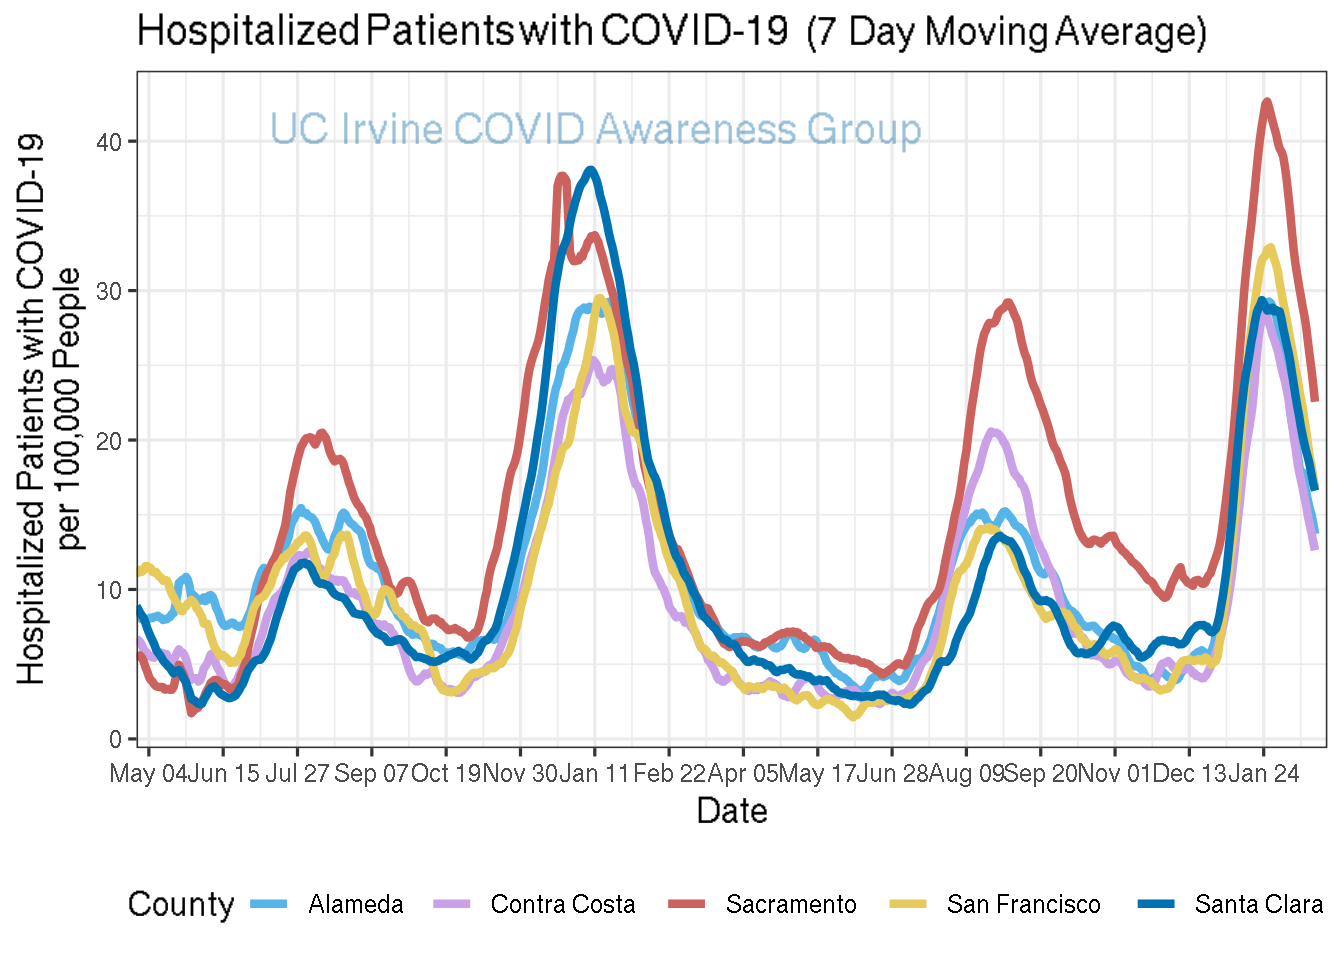 Hospitalized Patients with COVID-19 (7 Day Moving Average)
UC Irvine COVID Awareness Group
Hospitalized Patients with COVID-19
per 100,000 People
40
30
20
10
0
May 04 Jun 15 Jul 27 Sep 07 Oct 19 Nov 30 Jan 11 Feb 22 Apr 05 May 17 Jun 28 Aug 09 Sep 20 Nov 01 Dec 13 Jan 24
Date
County Alameda Contra Costa Sacramento San Francisco Santa Clara